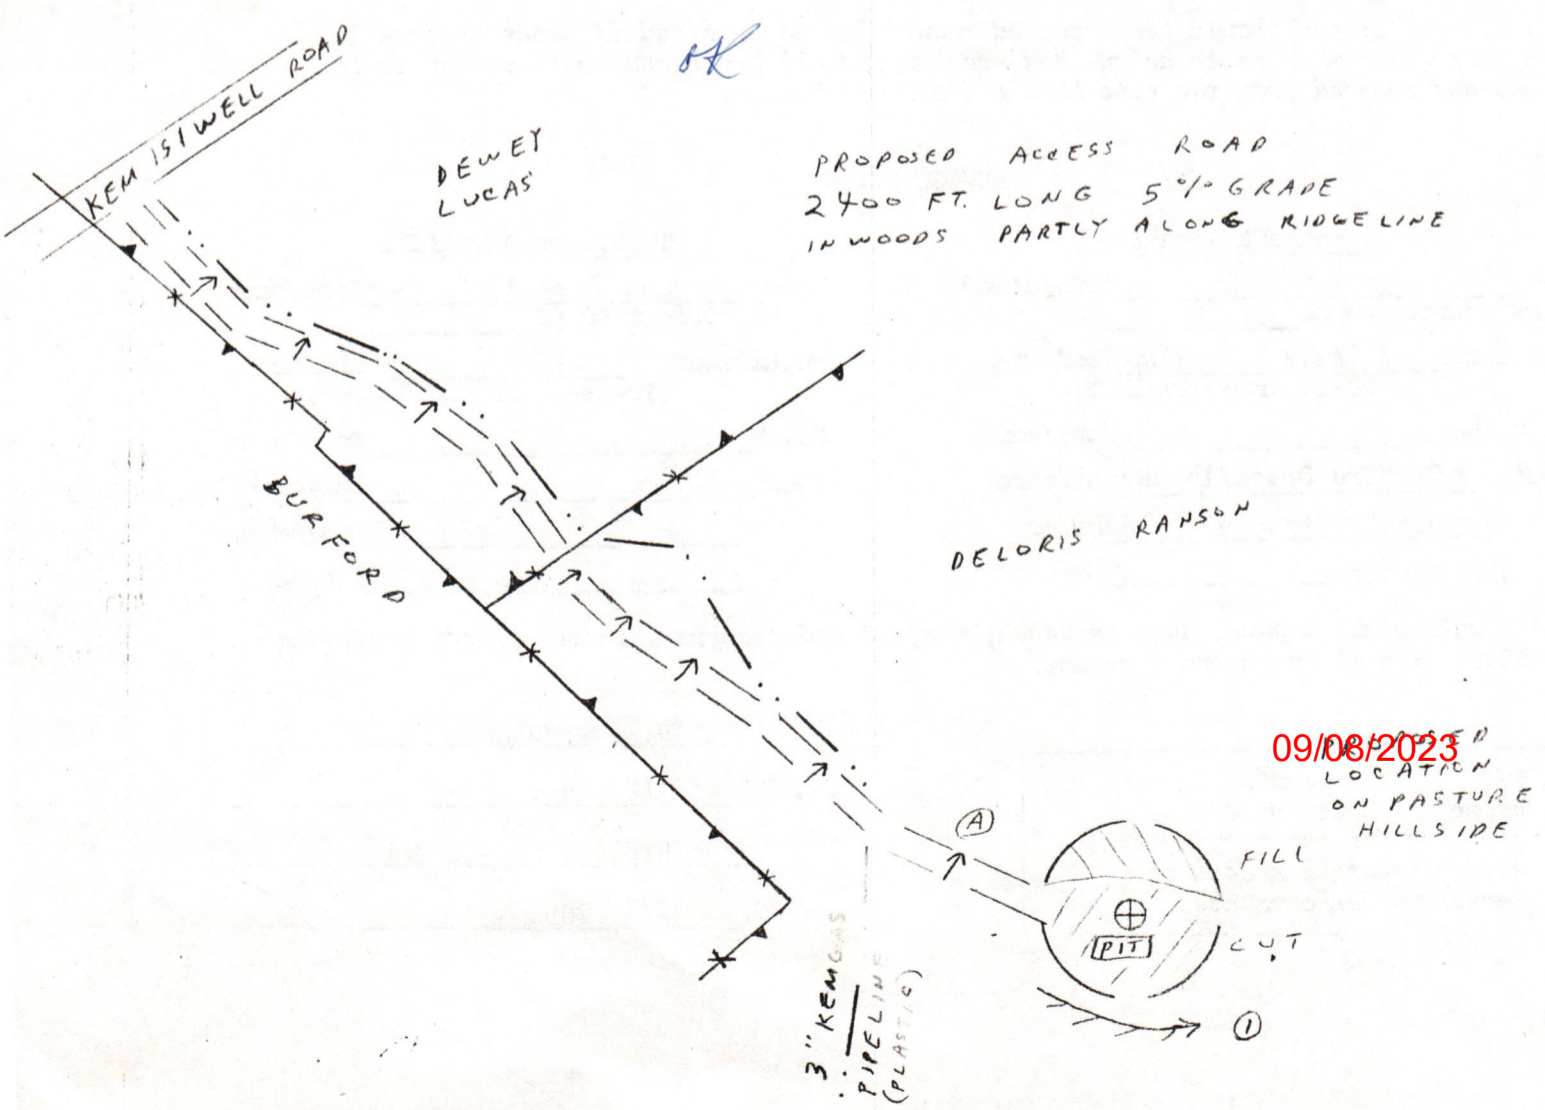 OK
KEM 151 WELL ROAD
DEWEY
LUCAS
PROPOSED ACCESS ROAD
2400 FT. LONG 5% GRADE
IN WOODS PARTLY ALONG RIDGELINE
BURFORD
DELORIS RANSON
09/08/2023
PROPOSED
LOCATION
ON PASTURE
HILLSIDE
A
FILL
PIT
CUT
1
3" KEM GAS
PIPELINE
(PLASTIC)